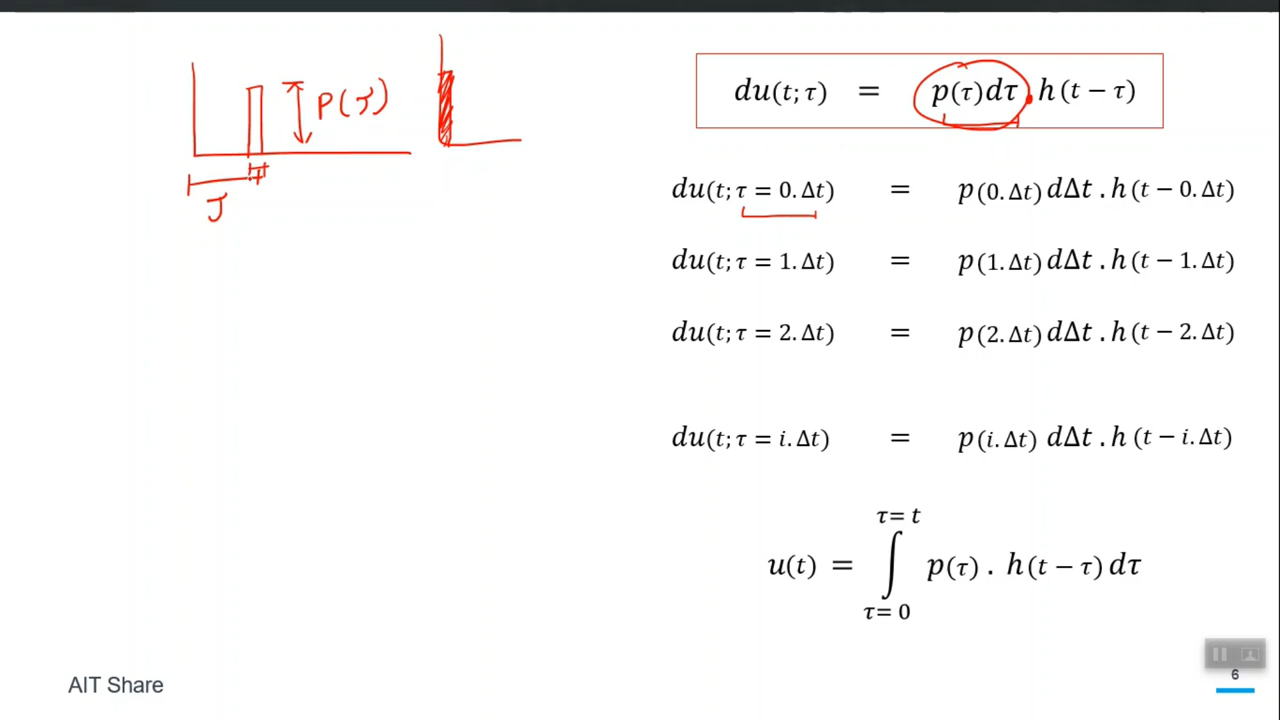 P(τ)
τ
du(t; τ) = p(τ)dτ . h(t − τ)
du(t; τ = 0. Δt) = p(0. Δt) dΔt . h(t − 0. Δt)
du(t; τ = 1. Δt) = p(1. Δt) dΔt . h(t − 1. Δt)
du(t; τ = 2. Δt) = p(2. Δt) dΔt . h(t − 2. Δt)
du(t; τ = i. Δt) = p(i. Δt) dΔt . h(t − i. Δt)
τ= t
u(t) = ∫ p(τ) . h(t − τ) dτ
τ= 0
AIT Share
6